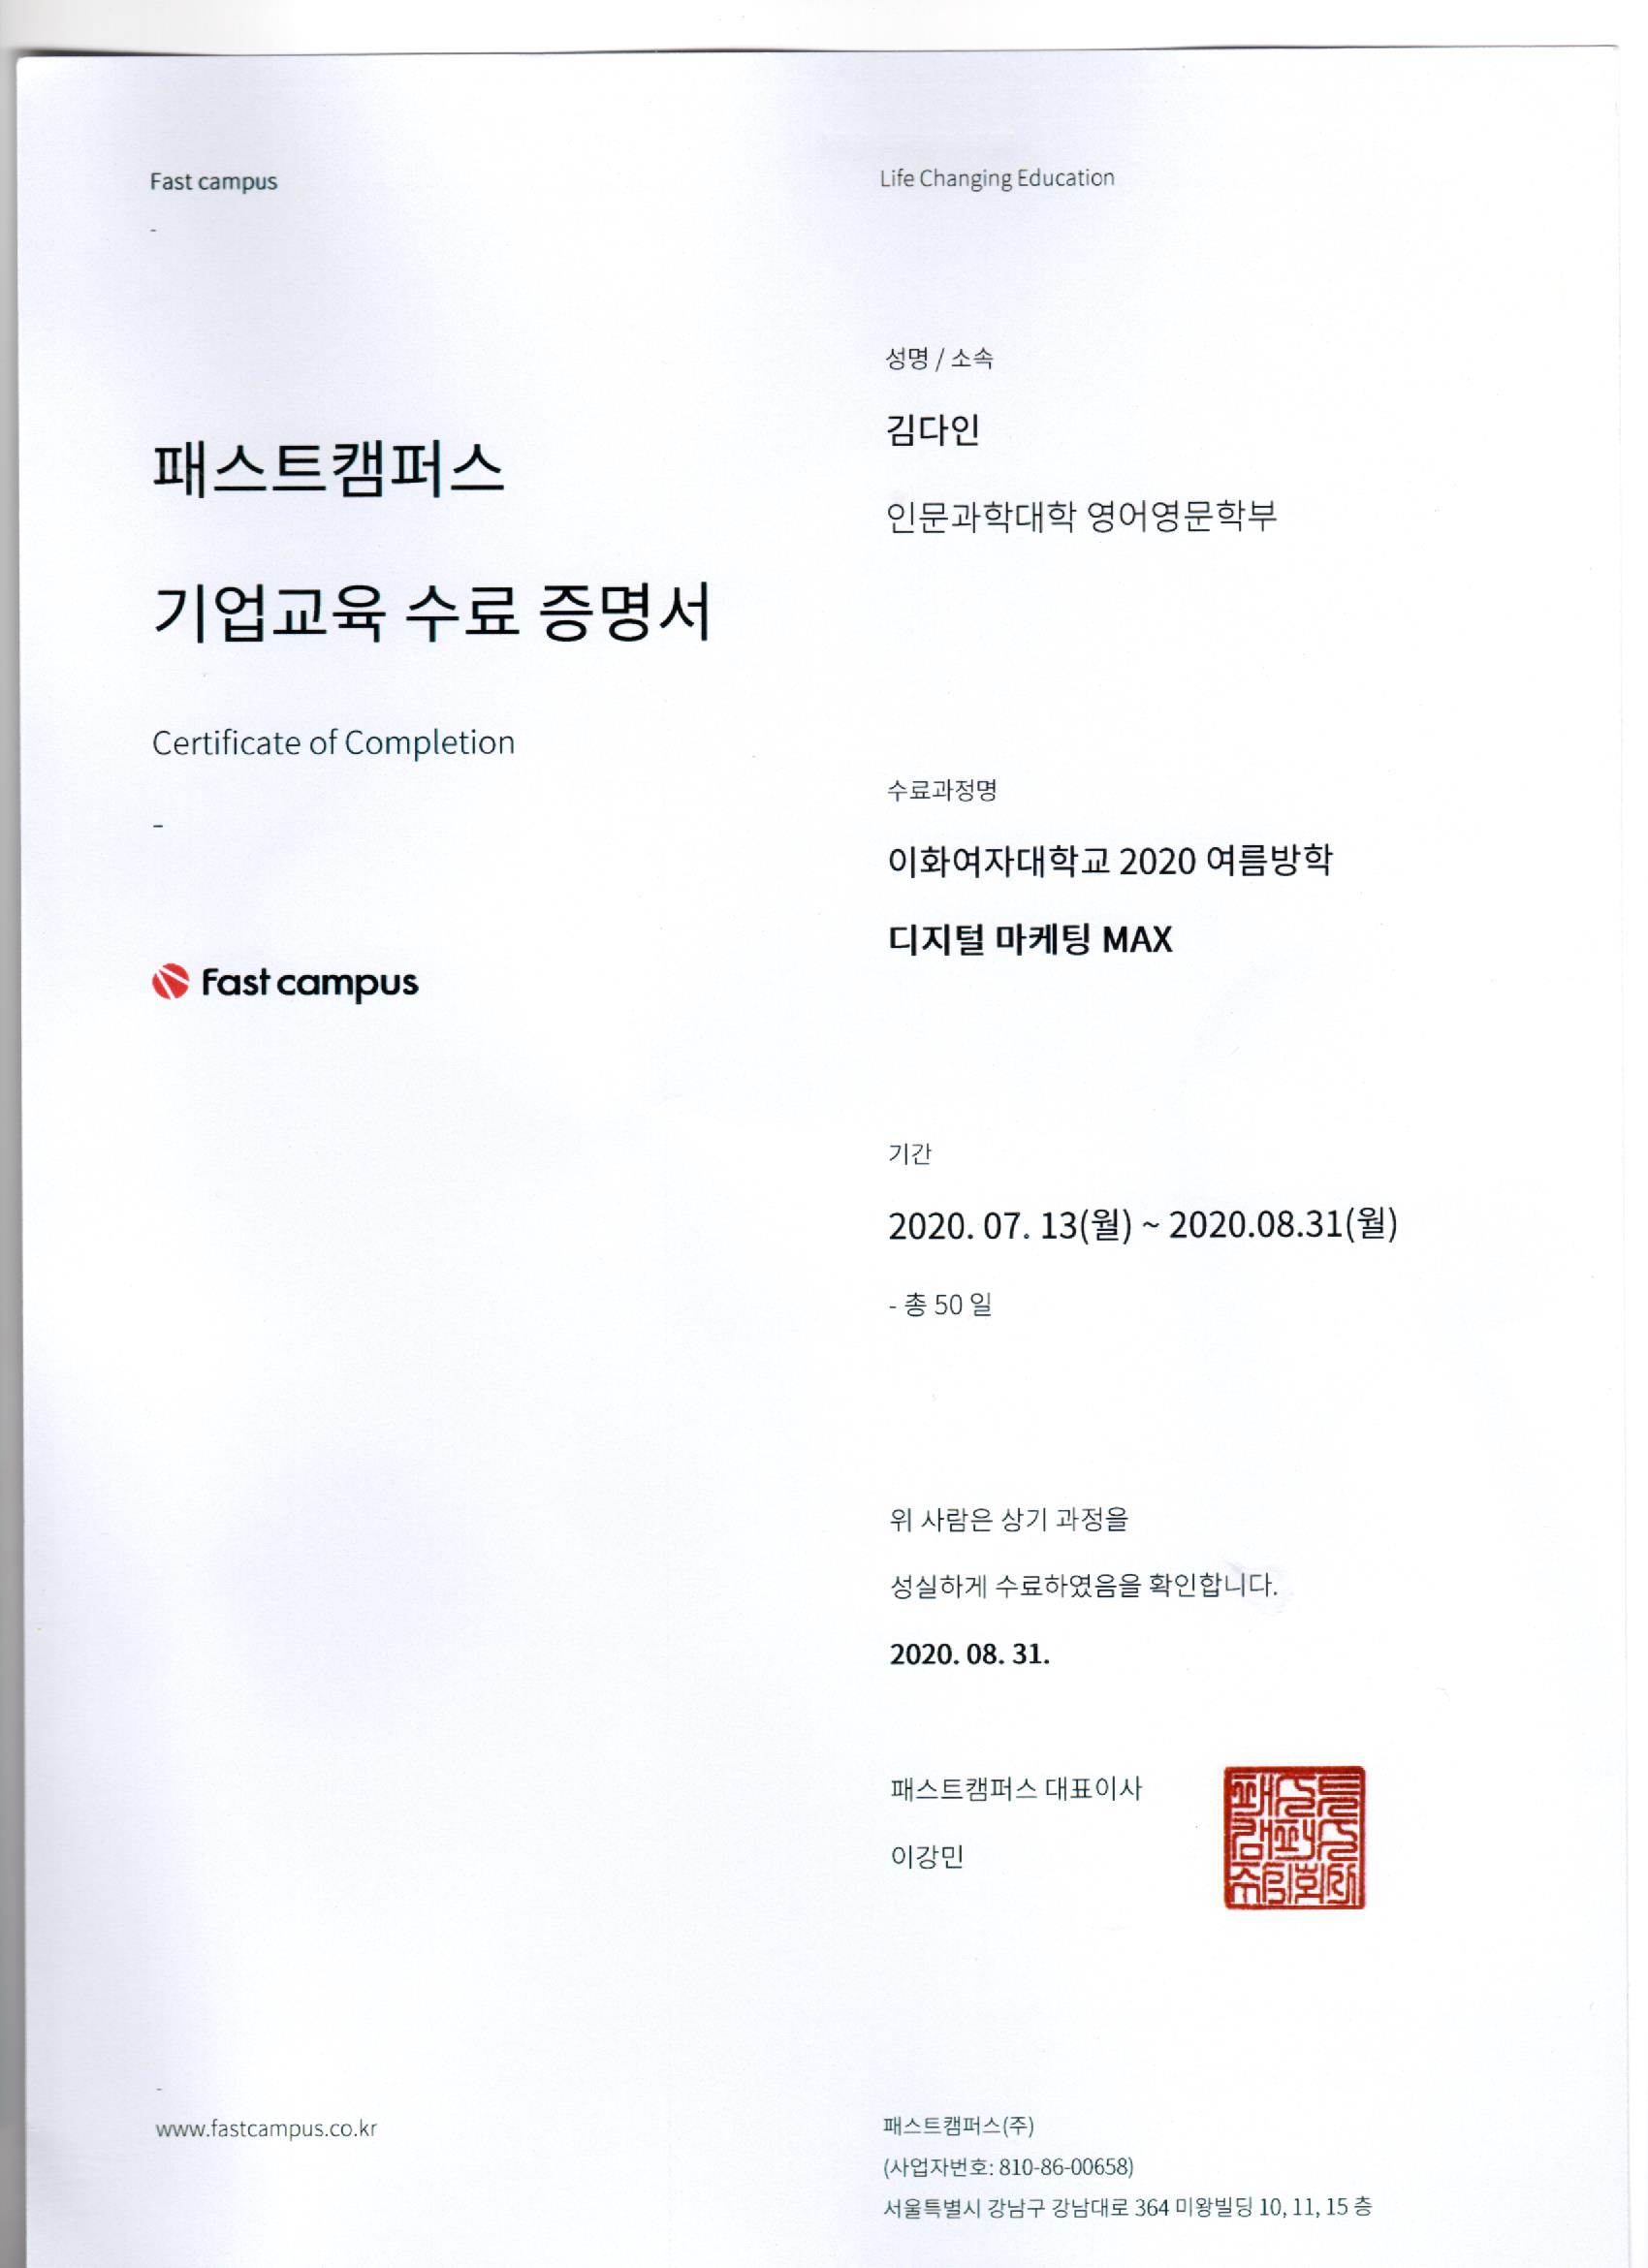 Fast campus
-
Life Changing Education
패스트캠퍼스
기업교육 수료 증명서
Certificate of Completion
-
Fast campus
성명 / 소속
김다인
인문과학대학 영어영문학부
수료과정명
이화여자대학교 2020 여름방학
디지털 마케팅 MAX
기간
2020. 07. 13(월) ~ 2020.08.31(월)
- 총 50 일
위 사람은 상기 과정을
성실하게 수료하였음을 확인합니다.
2020. 08. 31.
패스트캠퍼스 대표이사
이강민
-
www.fastcampus.co.kr
패스트캠퍼스(주)
(사업자번호: 810-86-00658)
서울특별시 강남구 강남대로 364 미왕빌딩 10, 11, 15 층